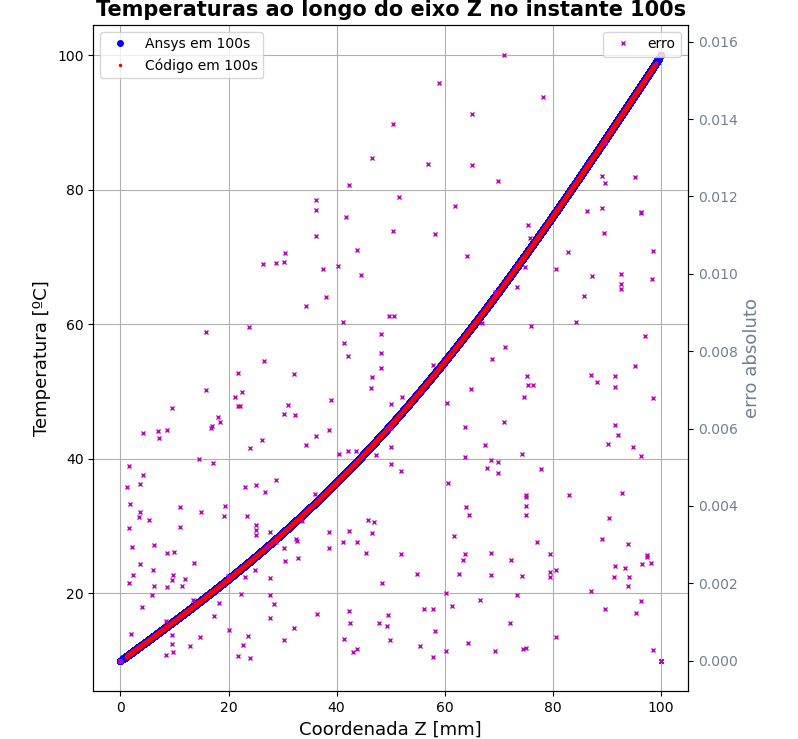 Temperaturas ao longo do eixo Z no instante 100s
Ansys em 100s
Código em 100s
erro
100
80
60
40
20
Temperatura [ºC]
0.016
0.014
0.012
0.010
0.008
0.006
0.004
0.002
0.000
erro absoluto
0 20 40 60 80 100
Coordenada Z [mm]